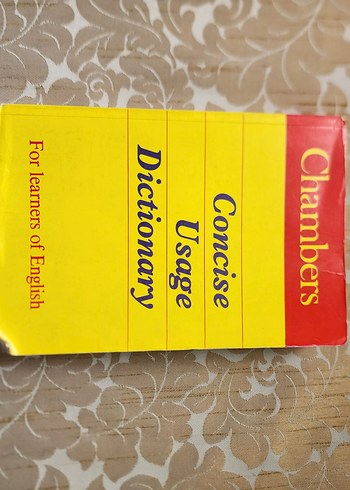 Chambers
Concise
Usage
Dictionary
For learners of English